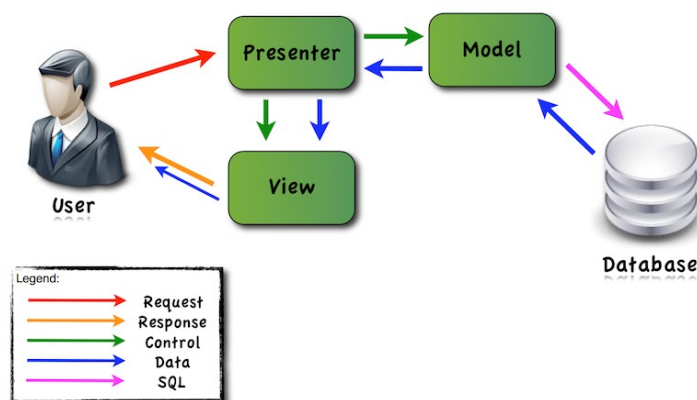 Presenter
Model
View
User
Database
Legend:
Request
Response
Control
Data
SQL